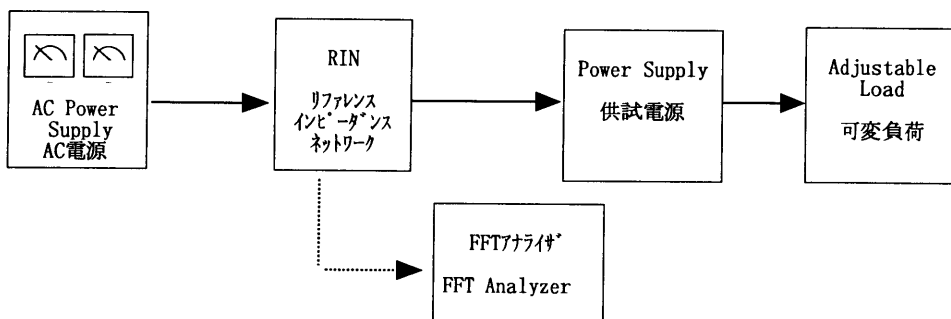 AC Power
Supply
AC電源
RIN
リファレンス
インピーダンス
ネットワーク
Power Supply
供試電源
Adjustable
Load
可変負荷
FFTアナライザ
FFT Analyzer